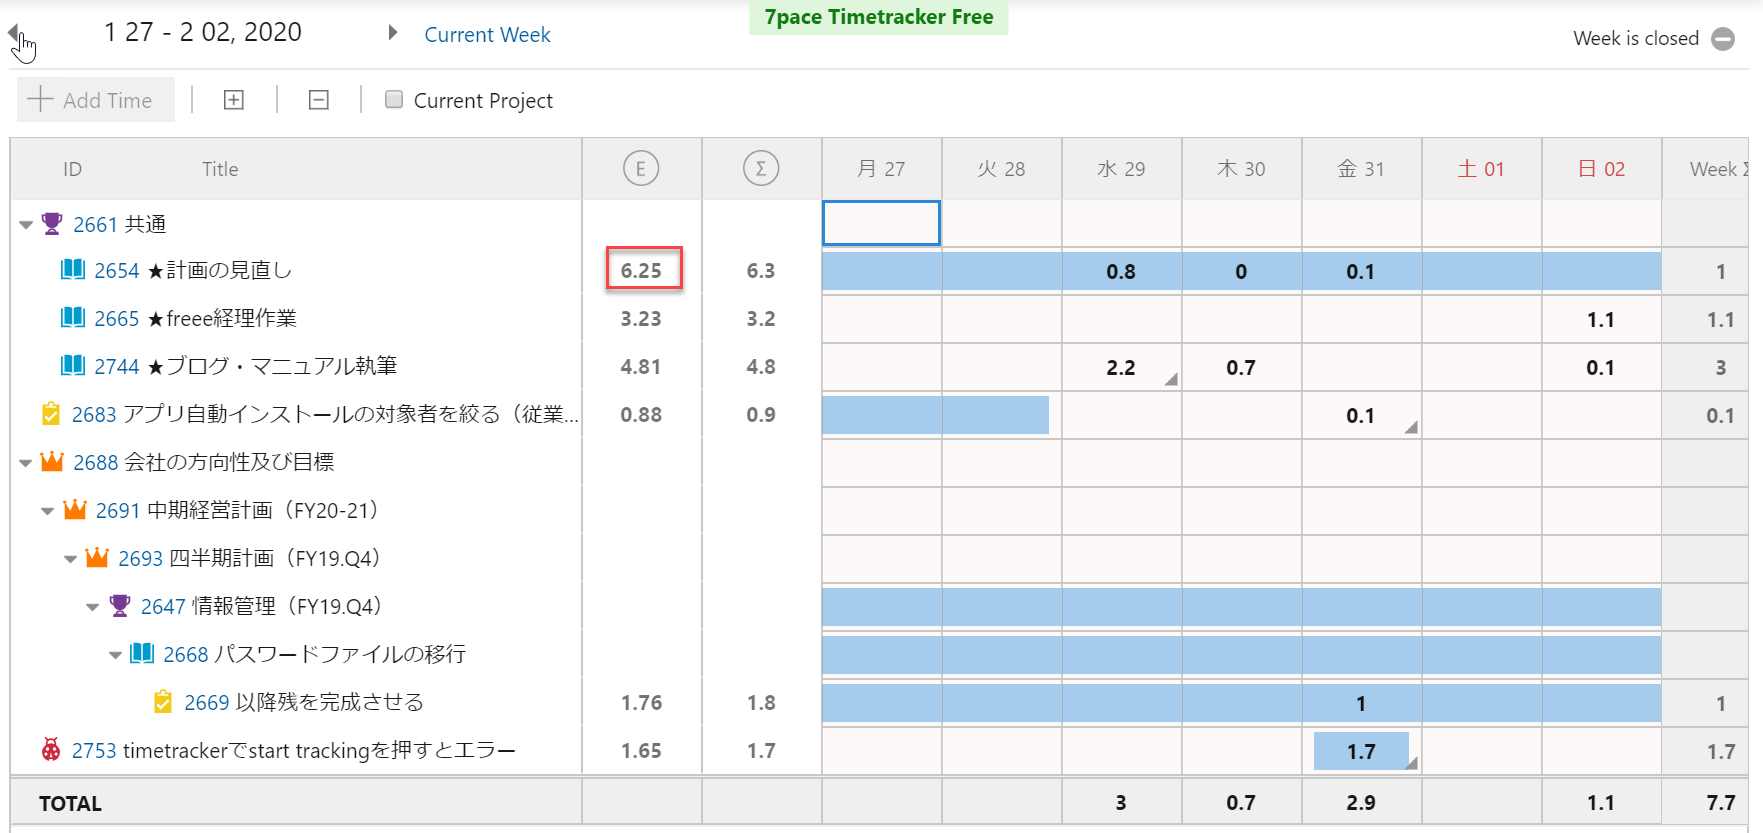 7pace Timetracker Free
1 27 - 2 02, 2020 Current Week Week is closed
Add Time Current Project
ID Title E Σ 月 27 火 28 水 29 木 30 金 31 土 01 日 02 Week Σ
2661 共通
2654 ★計画の見直し 6.25 6.3 0.8 0 0.1 1
2665 ★freee経理作業 3.23 3.2 1.1 1.1
2744 ★ブログ・マニュアル執筆 4.81 4.8 2.2 0.7 0.1 3
2683 アプリ自動インストールの対象者を絞る（従業... 0.88 0.9 0.1 0.1
2688 会社の方向性及び目標
2691 中期経営計画（FY20-21）
2693 四半期計画（FY19.Q4）
2647 情報管理（FY19.Q4）
2668 パスワードファイルの移行
2669 以降残を完成させる 1.76 1.8 1 1
2753 timetrackerでstart trackingを押すとエラー 1.65 1.7 1.7 1.7
TOTAL 3 0.7 2.9 1.1 7.7